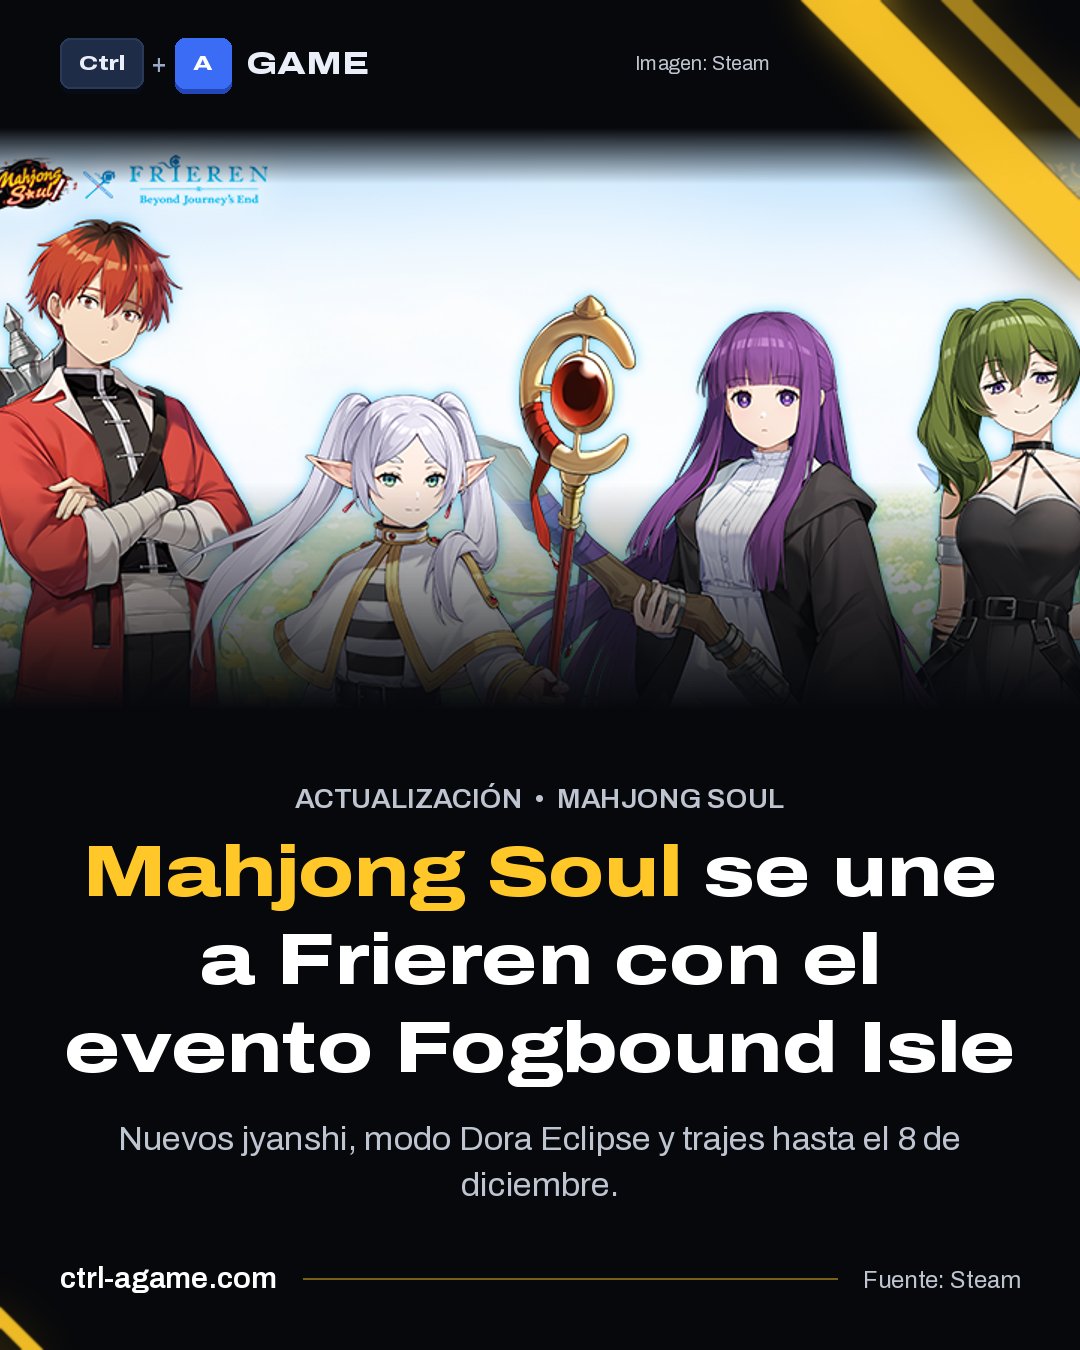 Ctrl + A GAME
Imagen: Steam
Mahjong Soul
FRIEREN
Beyond Journey's End
ACTUALIZACIÓN • MAHJONG SOUL
Mahjong Soul se une
a Frieren con el
evento Fogbound Isle
Nuevos jyanshi, modo Dora Eclipse y trajes hasta el 8 de
diciembre.
ctrl-agame.com
Fuente: Steam